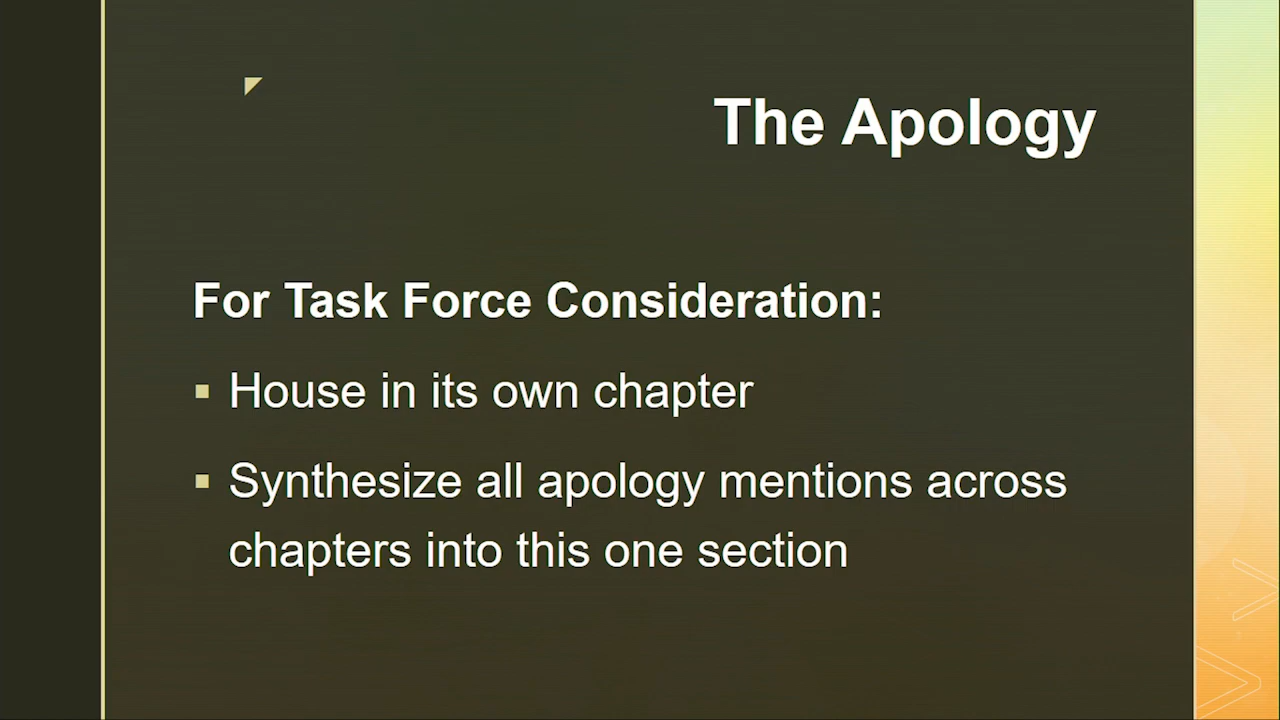 The Apology
For Task Force Consideration:
House in its own chapter
Synthesize all apology mentions across
chapters into this one section